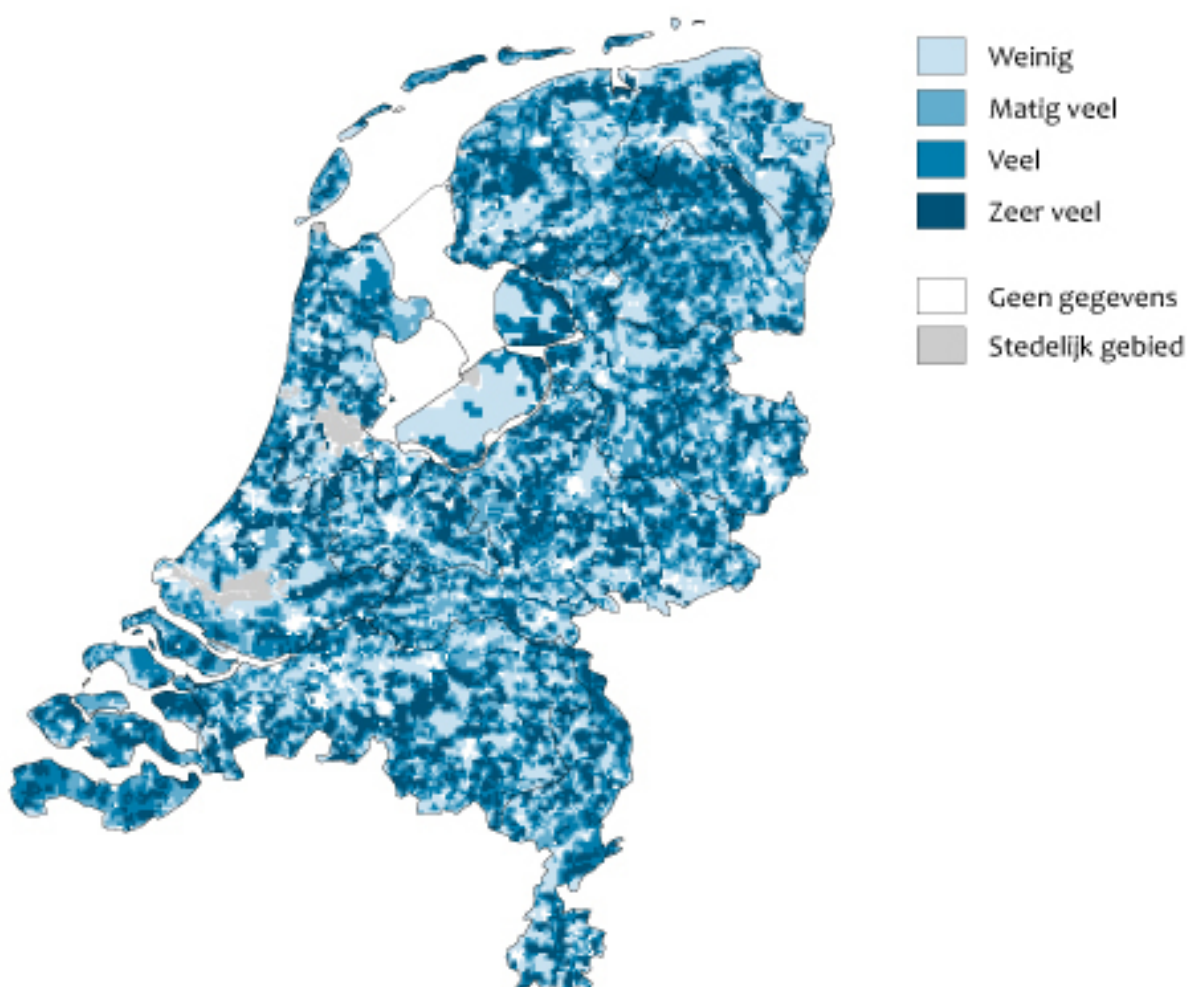 Weinig
Matig veel
Veel
Zeer veel
Geen gegevens
Stedelijk gebied